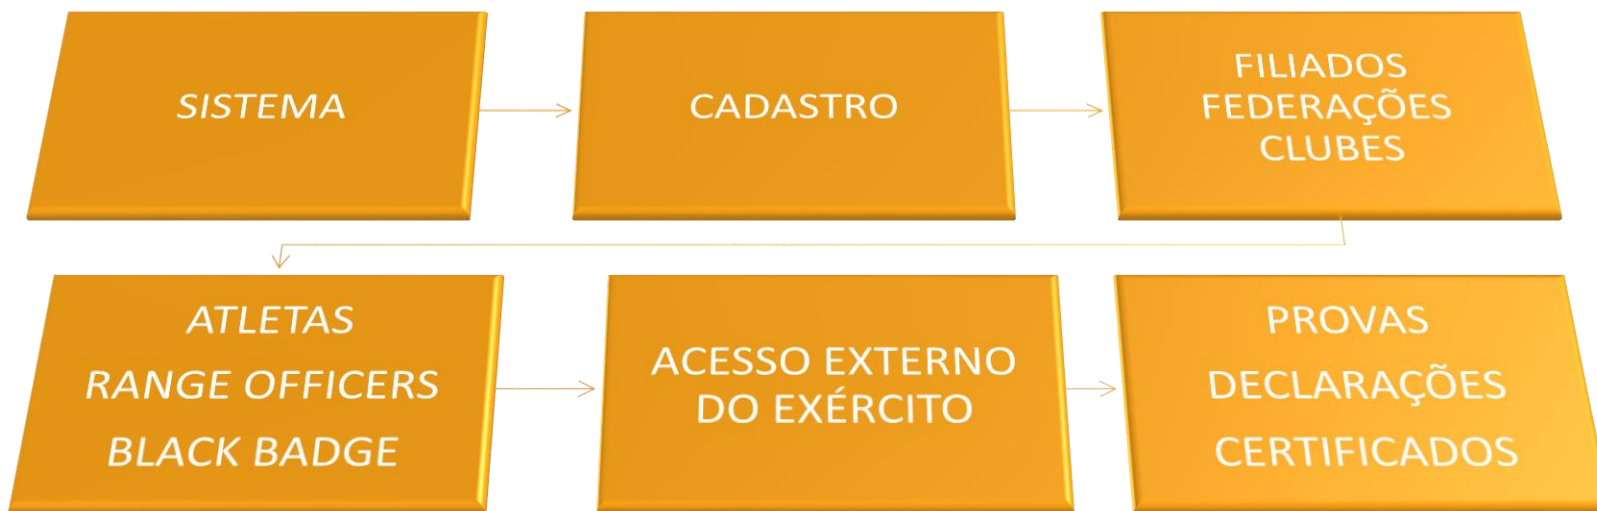 SISTEMA
CADASTRO
FILIADOS
FEDERAÇÕES
CLUBES
ATLETAS
RANGE OFFICERS
BLACK BADGE
ACESSO EXTERNO
DO EXÉRCITO
PROVAS
DECLARAÇÕES
CERTIFICADOS